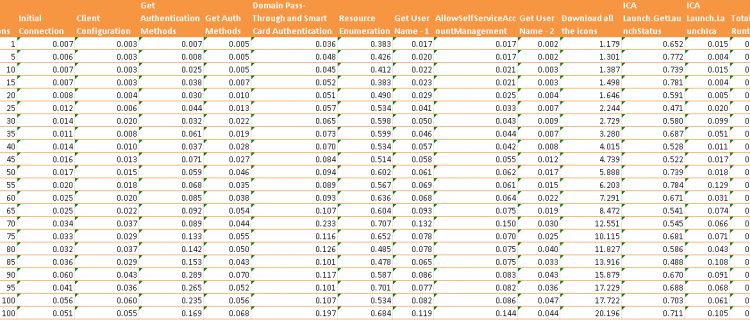 ons | Initial Connection | Client Configuration | Get Authentication Methods | Get Auth Methods | Domain Pass-Through and Smart Card Authentication | Resource Enumeration | Get User Name - 1 | AllowSelfServiceAccountManagement | Get User Name - 2 | Download all the icons | ICA Launch.GetLaunchStatus | ICA Launch.LaunchIca | Total Runt
1 0.007 0.003 0.007 0.005 0.036 0.383 0.017 0.017 0.002 1.179 0.652 0.015 0
5 0.006 0.003 0.008 0.005 0.048 0.426 0.020 0.017 0.002 1.301 0.772 0.004 0
10 0.007 0.003 0.025 0.005 0.045 0.412 0.022 0.021 0.003 1.387 0.739 0.015 0
15 0.007 0.003 0.038 0.007 0.052 0.383 0.023 0.021 0.003 1.498 0.781 0.004 0
20 0.008 0.004 0.030 0.010 0.051 0.490 0.029 0.025 0.004 1.646 0.591 0.005 0
25 0.012 0.006 0.044 0.013 0.057 0.534 0.041 0.033 0.007 2.244 0.471 0.020 0
30 0.014 0.020 0.032 0.022 0.065 0.598 0.050 0.043 0.009 2.729 0.580 0.099 0
35 0.011 0.008 0.061 0.019 0.073 0.599 0.046 0.044 0.007 3.280 0.687 0.051 0
40 0.014 0.010 0.037 0.028 0.070 0.534 0.057 0.042 0.008 4.015 0.528 0.011 0
45 0.016 0.013 0.071 0.027 0.084 0.514 0.058 0.055 0.012 4.739 0.522 0.017 0
50 0.017 0.015 0.059 0.046 0.094 0.602 0.061 0.062 0.017 5.888 0.739 0.018 0
55 0.020 0.018 0.068 0.035 0.089 0.567 0.069 0.061 0.015 6.203 0.784 0.129 0
60 0.025 0.020 0.085 0.038 0.093 0.636 0.068 0.064 0.022 7.291 0.671 0.031 0
65 0.025 0.022 0.092 0.054 0.107 0.604 0.093 0.075 0.019 8.472 0.541 0.074 0
70 0.034 0.037 0.089 0.044 0.233 0.707 0.132 0.150 0.030 12.551 0.545 0.066 0
75 0.033 0.029 0.133 0.055 0.116 0.652 0.078 0.070 0.025 10.115 0.681 0.071 0
80 0.032 0.037 0.142 0.050 0.126 0.485 0.078 0.075 0.040 11.827 0.586 0.043 0
85 0.036 0.029 0.153 0.043 0.101 0.478 0.065 0.075 0.033 13.916 0.488 0.108 0
90 0.060 0.043 0.289 0.070 0.117 0.587 0.086 0.083 0.043 15.879 0.670 0.091 0
95 0.041 0.036 0.265 0.052 0.101 0.701 0.077 0.082 0.036 17.229 0.688 0.068 0
100 0.056 0.060 0.235 0.056 0.107 0.534 0.082 0.086 0.047 17.722 0.703 0.061 0
100 0.051 0.055 0.169 0.068 0.197 0.684 0.119 0.144 0.044 20.196 0.711 0.105 0